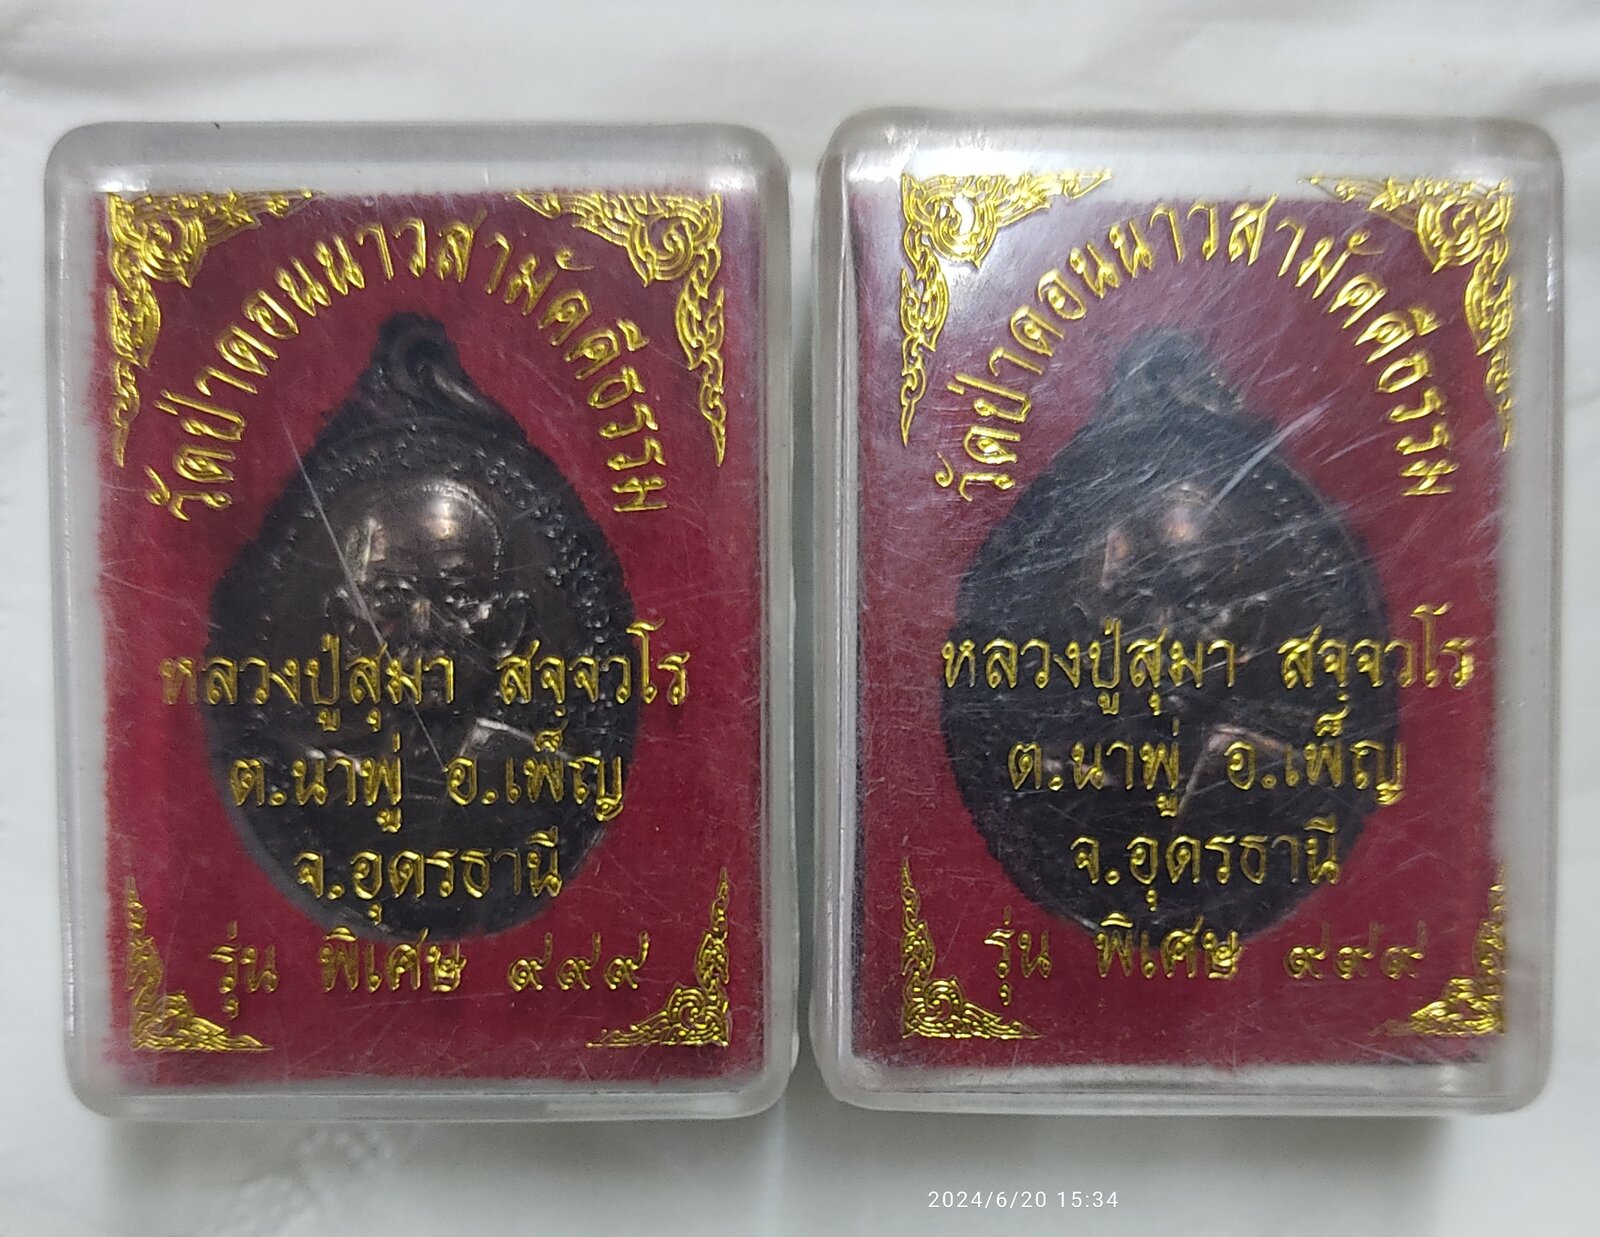 วัดป่าดอนนาวสามัคคีธรรม
หลวงปู่สุมา สจฺจวโร
ต.นาพู่ อ.เพ็ญ
จ.อุดรธานี
รุ่น พิเศษ ๙๙๙
วัดป่าดอนนาวสามัคคีธรรม
หลวงปู่สุมา สจฺจวโร
ต.นาพู่ อ.เพ็ญ
จ.อุดรธานี
รุ่น พิเศษ ๙๙๙
2024/6/20 15:34